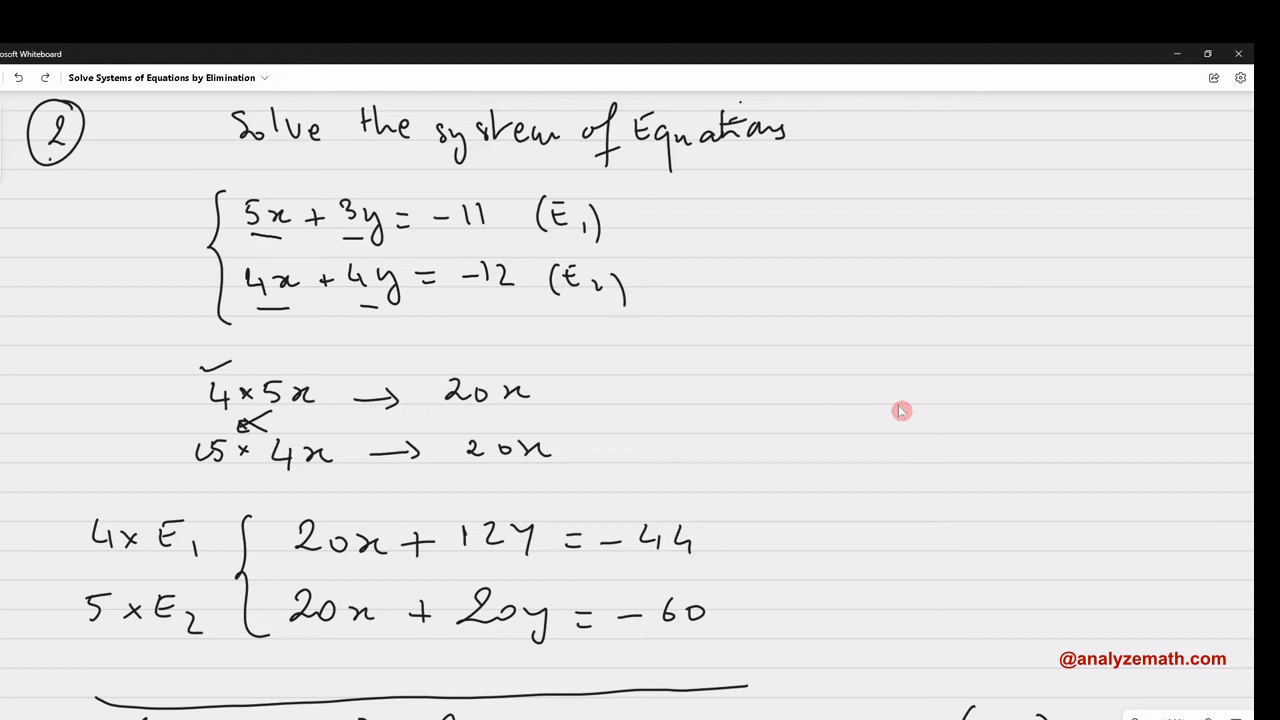 osoft Whiteboard
Solve Systems of Equations by Elimination
2 Solve the system of Equations
5x + 3y = -11 (E1)
4x + 4y = -12 (E2)
4 × 5x → 20x
5 × 4x → 20x
4 × E1 20x + 12y = -44
5 × E2 20x + 20y = -60
@analyzemath.com